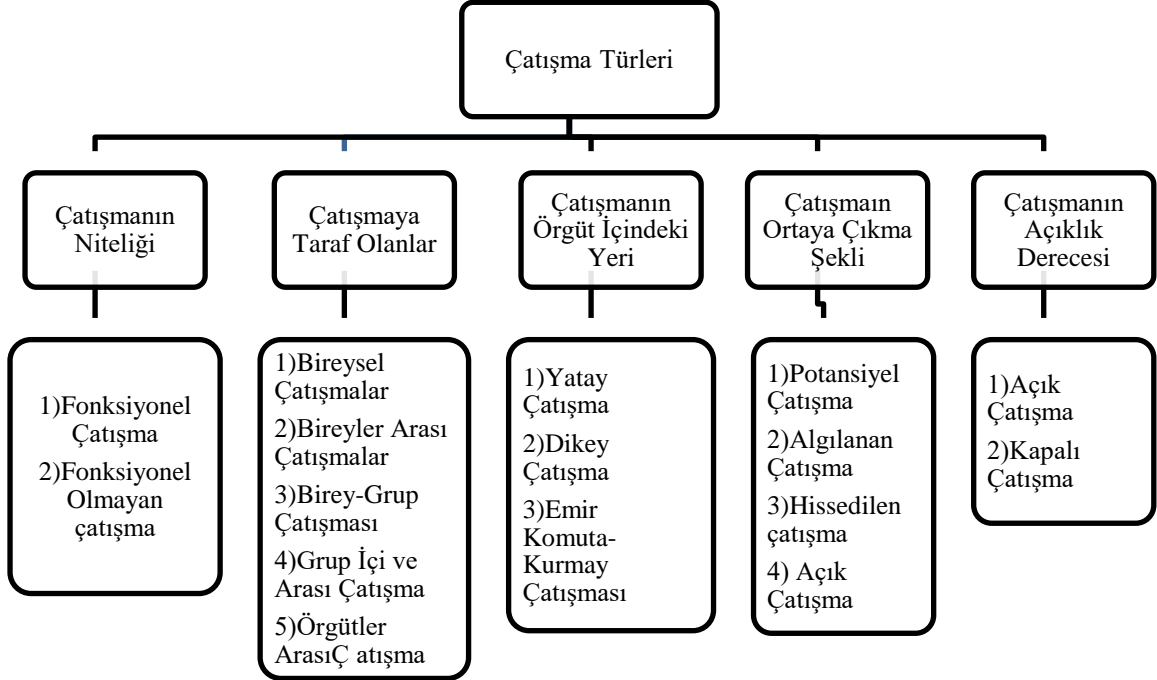 Çatışma Türleri
Çatışmanın
Niteliği
Çatışmaya
Taraf Olanlar
Çatışmanın
Örgüt İçindeki
Yeri
Çatışmaın
Ortaya Çıkma
Şekli
Çatışmanın
Açıklık
Derecesi
1)Fonksiyonel
Çatışma
2)Fonksiyonel
Olmayan
çatışma
1)Bireysel
Çatışmalar
2)Bireyler Arası
Çatışmalar
3)Birey-Grup
Çatışması
4)Grup İçi ve
Arası Çatışma
5)Örgütler
ArasıÇ atışma
1)Yatay
Çatışma
2)Dikey
Çatışma
3)Emir
Komuta-
Kurmay
Çatışması
1)Potansiyel
Çatışma
2)Algılanan
Çatışma
3)Hissedilen
çatışma
4) Açık
Çatışma
1)Açık
Çatışma
2)Kapalı
Çatışma